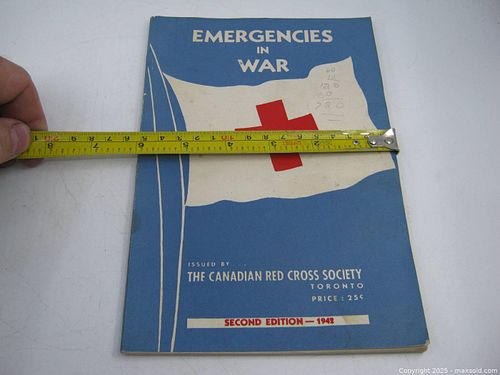 EMERGENCIES
IN
WAR
ISSUED BY ...
THE CANADIAN RED CROSS SOCIETY
TORONTO
PRICE : 25¢
SECOND EDITION — 1942
Copyright 2025 - maxsold.com